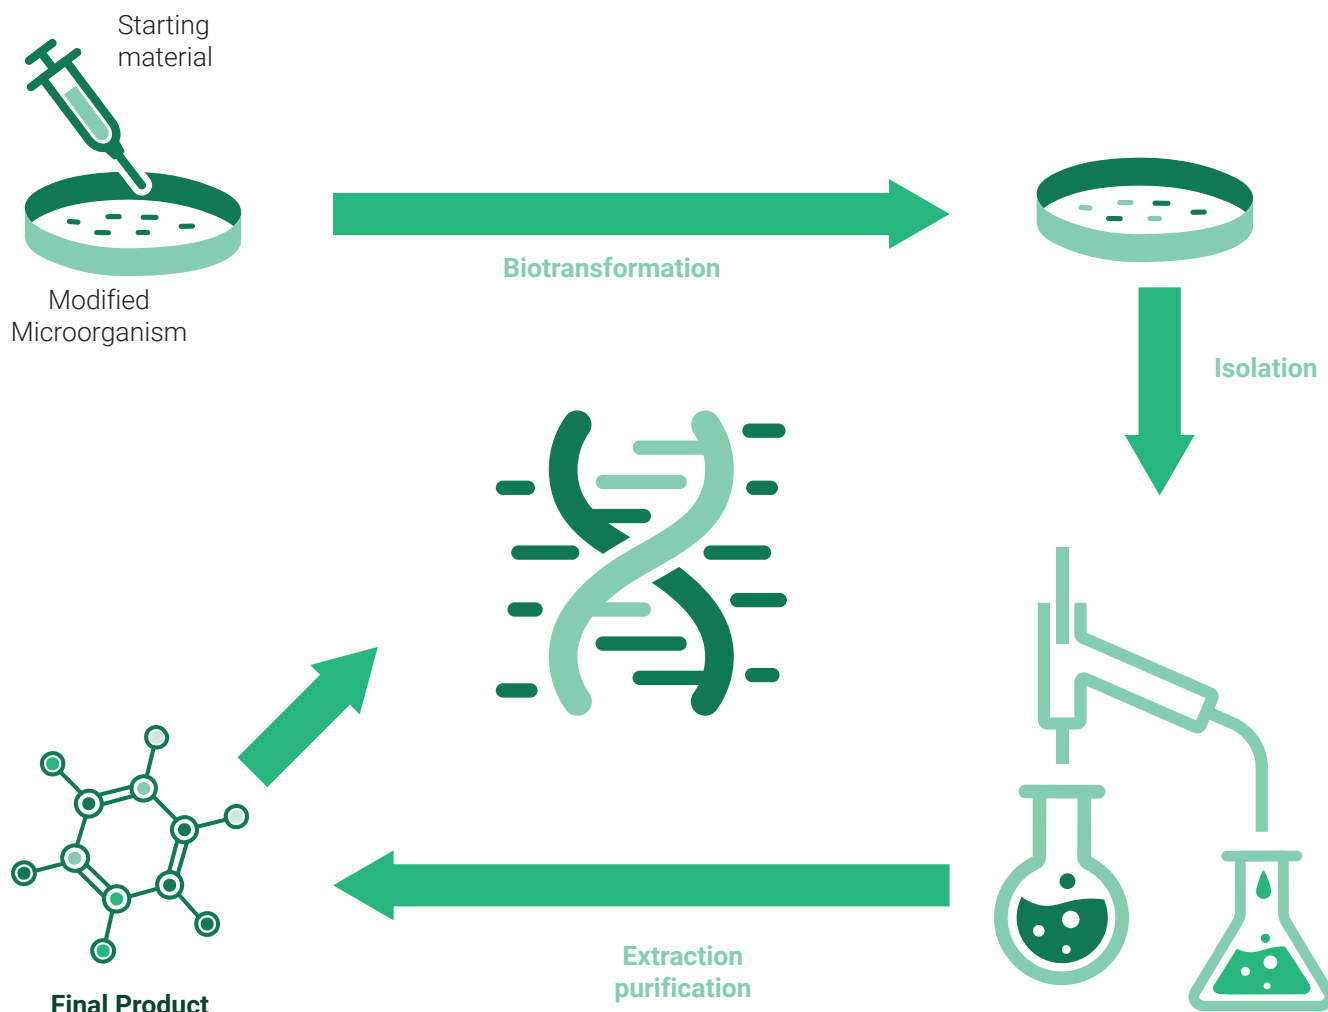 Starting
material
Biotransformation
Modified
Microorganism
Isolation
Extraction
purification
Final Product